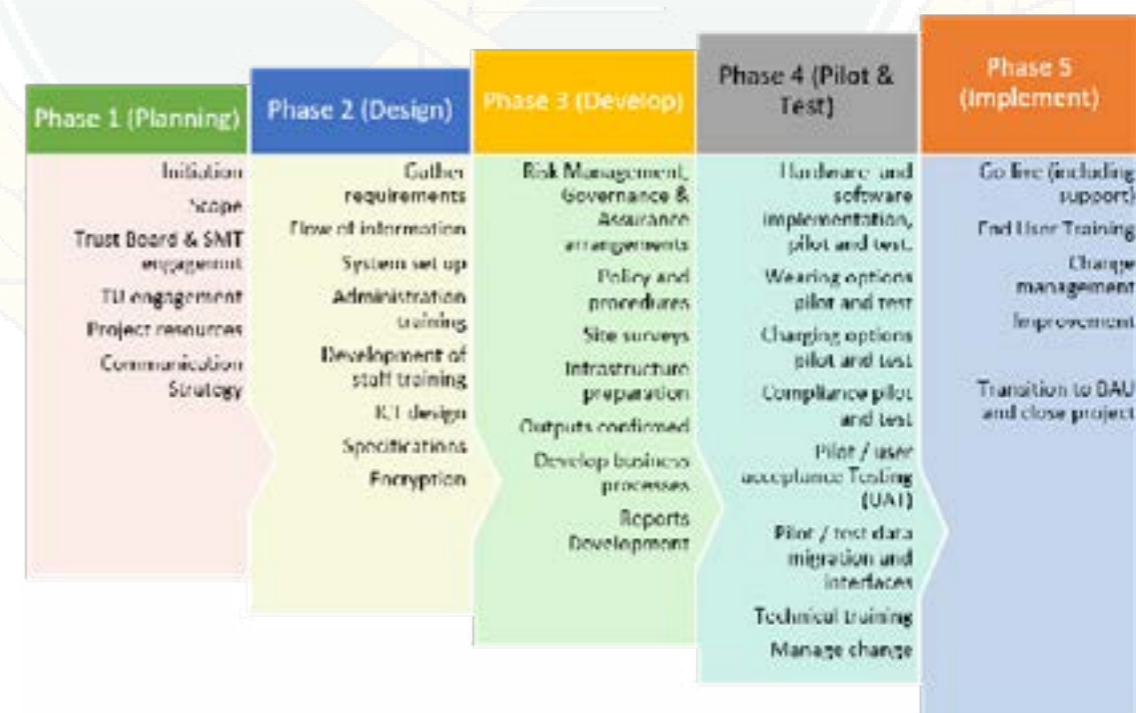 Phase 1 (Planning)
Initiation
Scope
Trust Board & SMT
engagement
TU engagement
Project resources
Communication
Strategy
Phase 2 (Design)
Gather
requirements
Flow of information
System set up
Administration
training
Development of
staff training
ICT design
Specifications
Encryption
Phase 3 (Develop)
Risk Management,
Governance &
Assurance
arrangements
Policy and
procedures
Site surveys
Infrastructure
preparation
Outputs confirmed
Develop business
processes
Reports
Development
Phase 4 (Pilot &
Test)
Hardware and
software
implementation,
pilot and test.
Wearing options
pilot and test
Charging options
pilot and test
Compliance pilot
and test
Pilot / user
acceptance Testing
(UAT)
Pilot / test data
migration and
interfaces
Technical training
Manage change
Phase 5
(Implement)
Go live (including
support)
End User Training
Change
management
Improvement
Transition to BAU
and close project